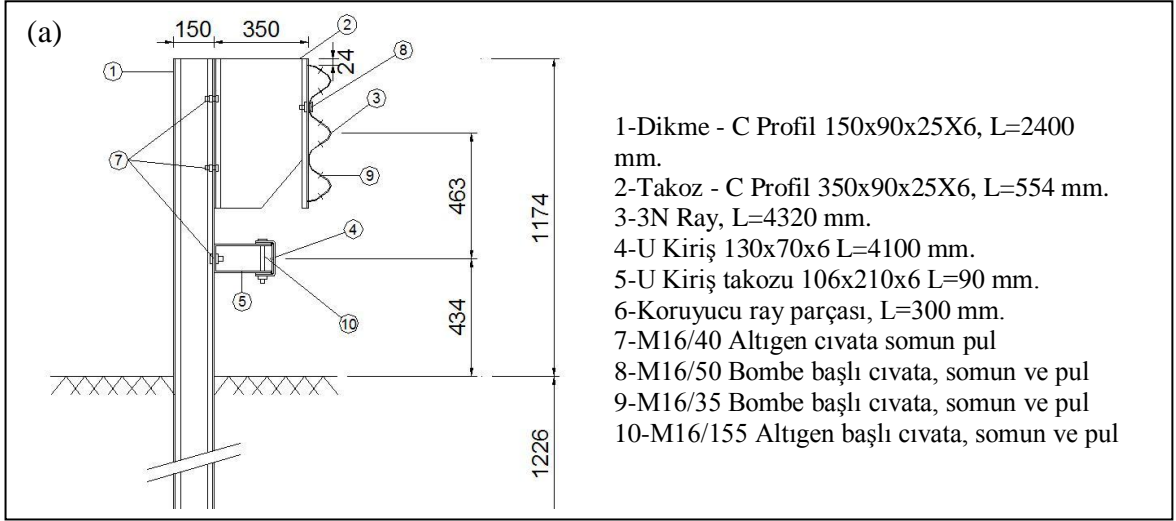 (a)
150 350
2
8
24
1
3
7
9
463
1174
4
434
5
10
1226
1-Dikme - C Profil 150x90x25X6, L=2400
mm.
2-Takoz - C Profil 350x90x25X6, L=554 mm.
3-3N Ray, L=4320 mm.
4-U Kiriş 130x70x6 L=4100 mm.
5-U Kiriş takozu 106x210x6 L=90 mm.
6-Koruyucu ray parçası, L=300 mm.
7-M16/40 Altıgen cıvata somun pul
8-M16/50 Bombe başlı cıvata, somun ve pul
9-M16/35 Bombe başlı cıvata, somun ve pul
10-M16/155 Altıgen başlı cıvata, somun ve pul